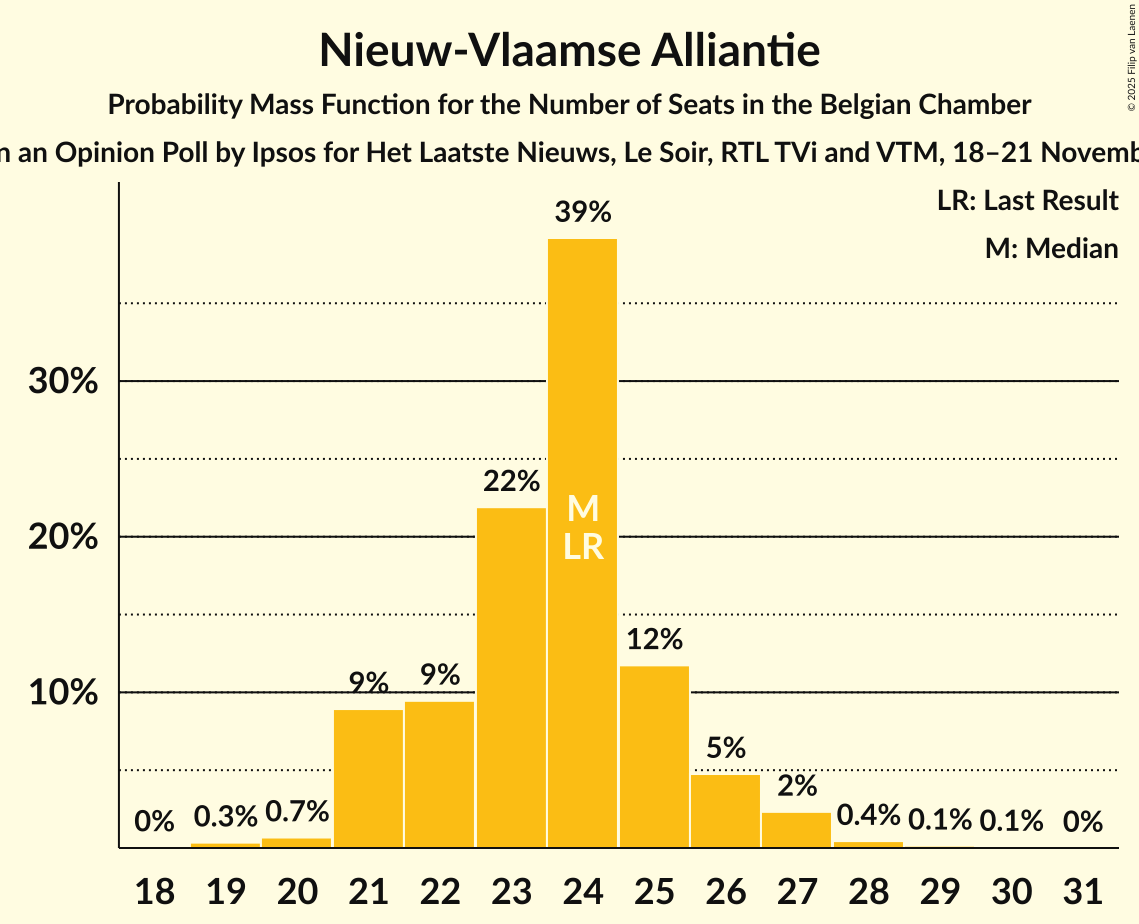 Nieuw-Vlaamse Alliantie
Probability Mass Function for the Number of Seats in the Belgian Chamber
an Opinion Poll by Ipsos for Het Laatste Nieuws, Le Soir, RTL TVi and VTM, 18–21
© 2025 Filip van Laenen
LR: Last Result
M: Median
39%
30%
22%
M
20%
LR
12%
10%
9%
9%
5%
2%
0%
0.3%
0.7%
0.4%
0.1%
0.1%
0%
18 19 20 21 22 23 24 25 26 27 28 29 30 31